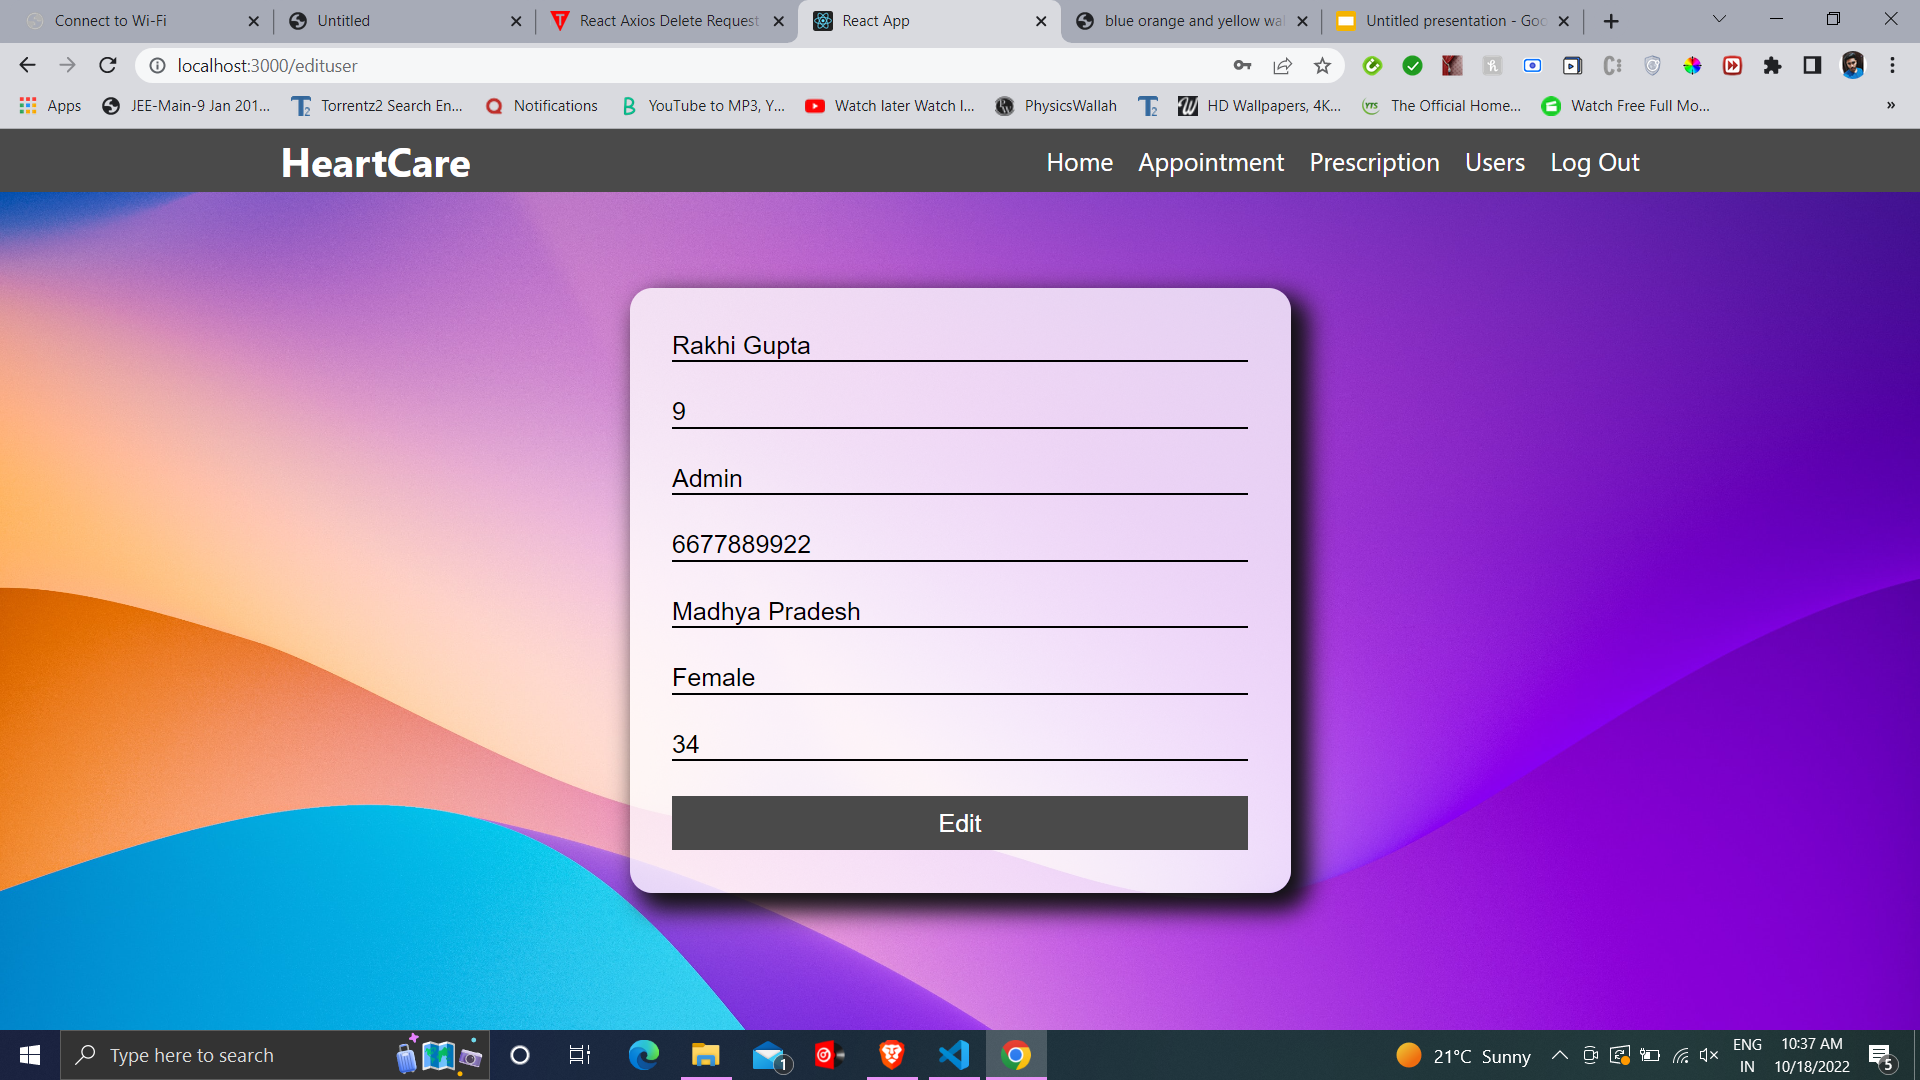 Connect to Wi-Fi
Untitled
React Axios Delete Request
React App
blue orange and yellow wal
Untitled presentation - Goo
localhost:3000/edituser
Apps
JEE-Main-9 Jan 201...
Torrentz2 Search En...
Notifications
YouTube to MP3, Y...
Watch later Watch l...
PhysicsWallah
HD Wallpapers, 4K...
The Official Home...
Watch Free Full Mo...
»
HeartCare
Home
Appointment
Prescription
Users
Log Out
Rakhi Gupta
9
Admin
6677889922
Madhya Pradesh
Female
34
Edit
Type here to search
1
21°C Sunny
ENG
IN
10:37 AM
10/18/2022
5